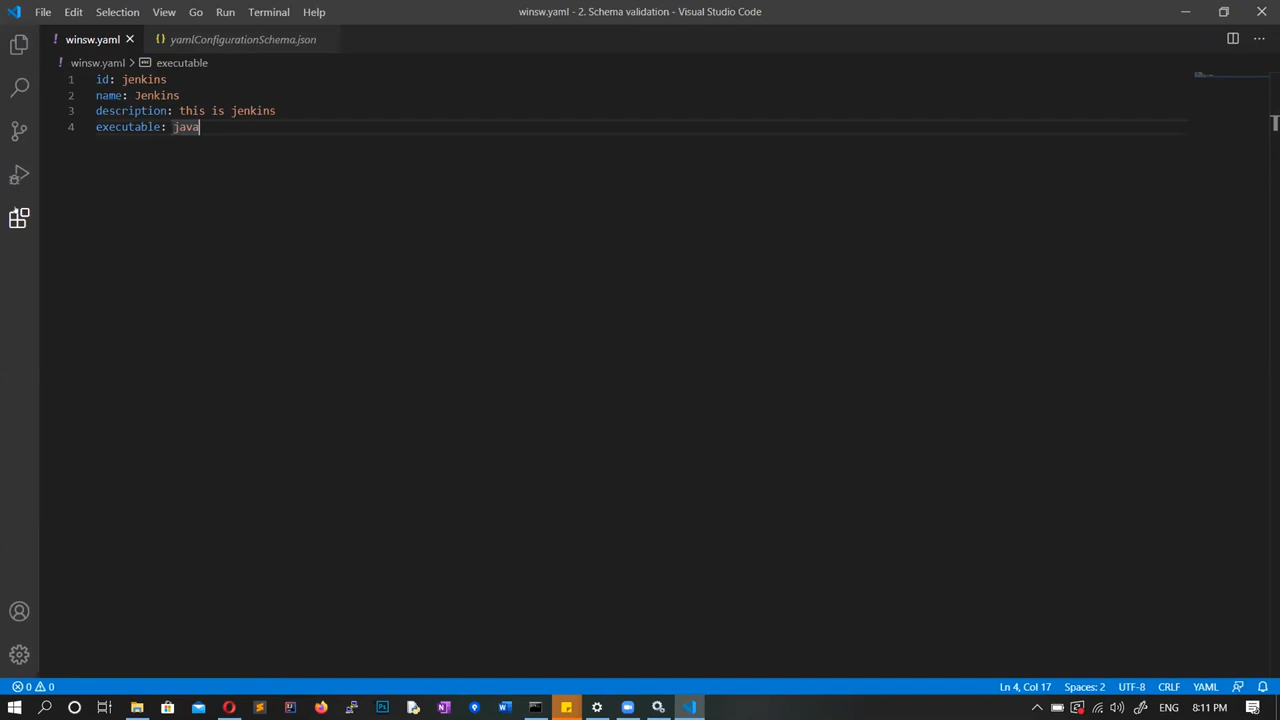 File Edit Selection View Go Run Terminal Help
winsw.yaml - 2. Schema validation - Visual Studio Code
! winsw.yaml
{} yamlConfigurationSchema.json
! winsw.yaml > executable
1 id: jenkins
2 name: Jenkins
3 description: this is jenkins
4 executable: java
0 0
Ln 4, Col 17 Spaces: 2 UTF-8 CRLF YAML
ENG 8:11 PM